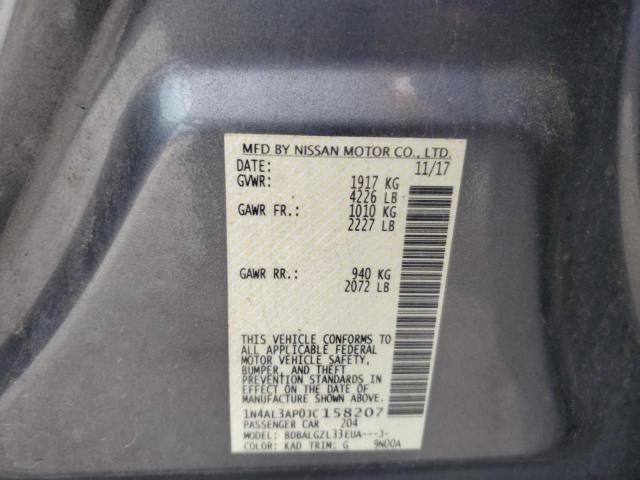 MFD BY NISSAN MOTOR CO., LTD.
DATE: 11/17
GVWR: 1917 KG
4226 LB
GAWR FR.: 1010 KG
2227 LB
GAWR RR.: 940 KG
2072 LB
THIS VEHICLE CONFORMS TO
ALL APPLICABLE FEDERAL
MOTOR VEHICLE SAFETY,
BUMPER, AND THEFT
PREVENTION STANDARDS IN
EFFECT ON THE DATE OF
MANUFACTURE SHOWN ABOVE.
1N4AL3AP0JC158207
PASSENGER CAR 204
MODEL: BDBALGZL33EUA---J-
COLOR: KAD TRIM: G 9N00A